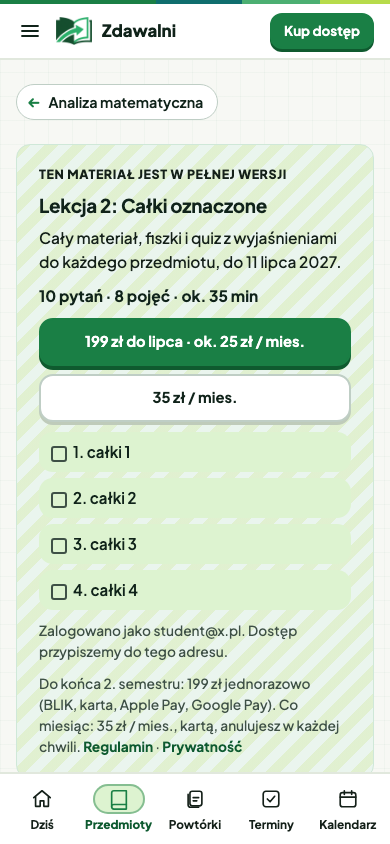 Zdawalni
Kup dostęp
← Analiza matematyczna
TEN MATERIAŁ JEST W PEŁNEJ WERSJI
Lekcja 2: Całki oznaczone
Cały materiał, fiszki i quiz z wyjaśnieniami
do każdego przedmiotu, do 11 lipca 2027.
10 pytań · 8 pojęć · ok. 35 min
199 zł do lipca · ok. 25 zł / mies.
35 zł / mies.
1. całki 1
2. całki 2
3. całki 3
4. całki 4
Zalogowano jako student@x.pl. Dostęp
przypiszemy do tego adresu.
Do końca 2. semestru: 199 zł jednorazowo
(BLIK, karta, Apple Pay, Google Pay). Co
miesiąc: 35 zł / mies., kartą, anulujesz w każdej
chwili. Regulamin · Prywatność
Dziś
Przedmioty
Powtórki
Terminy
Kalendarz